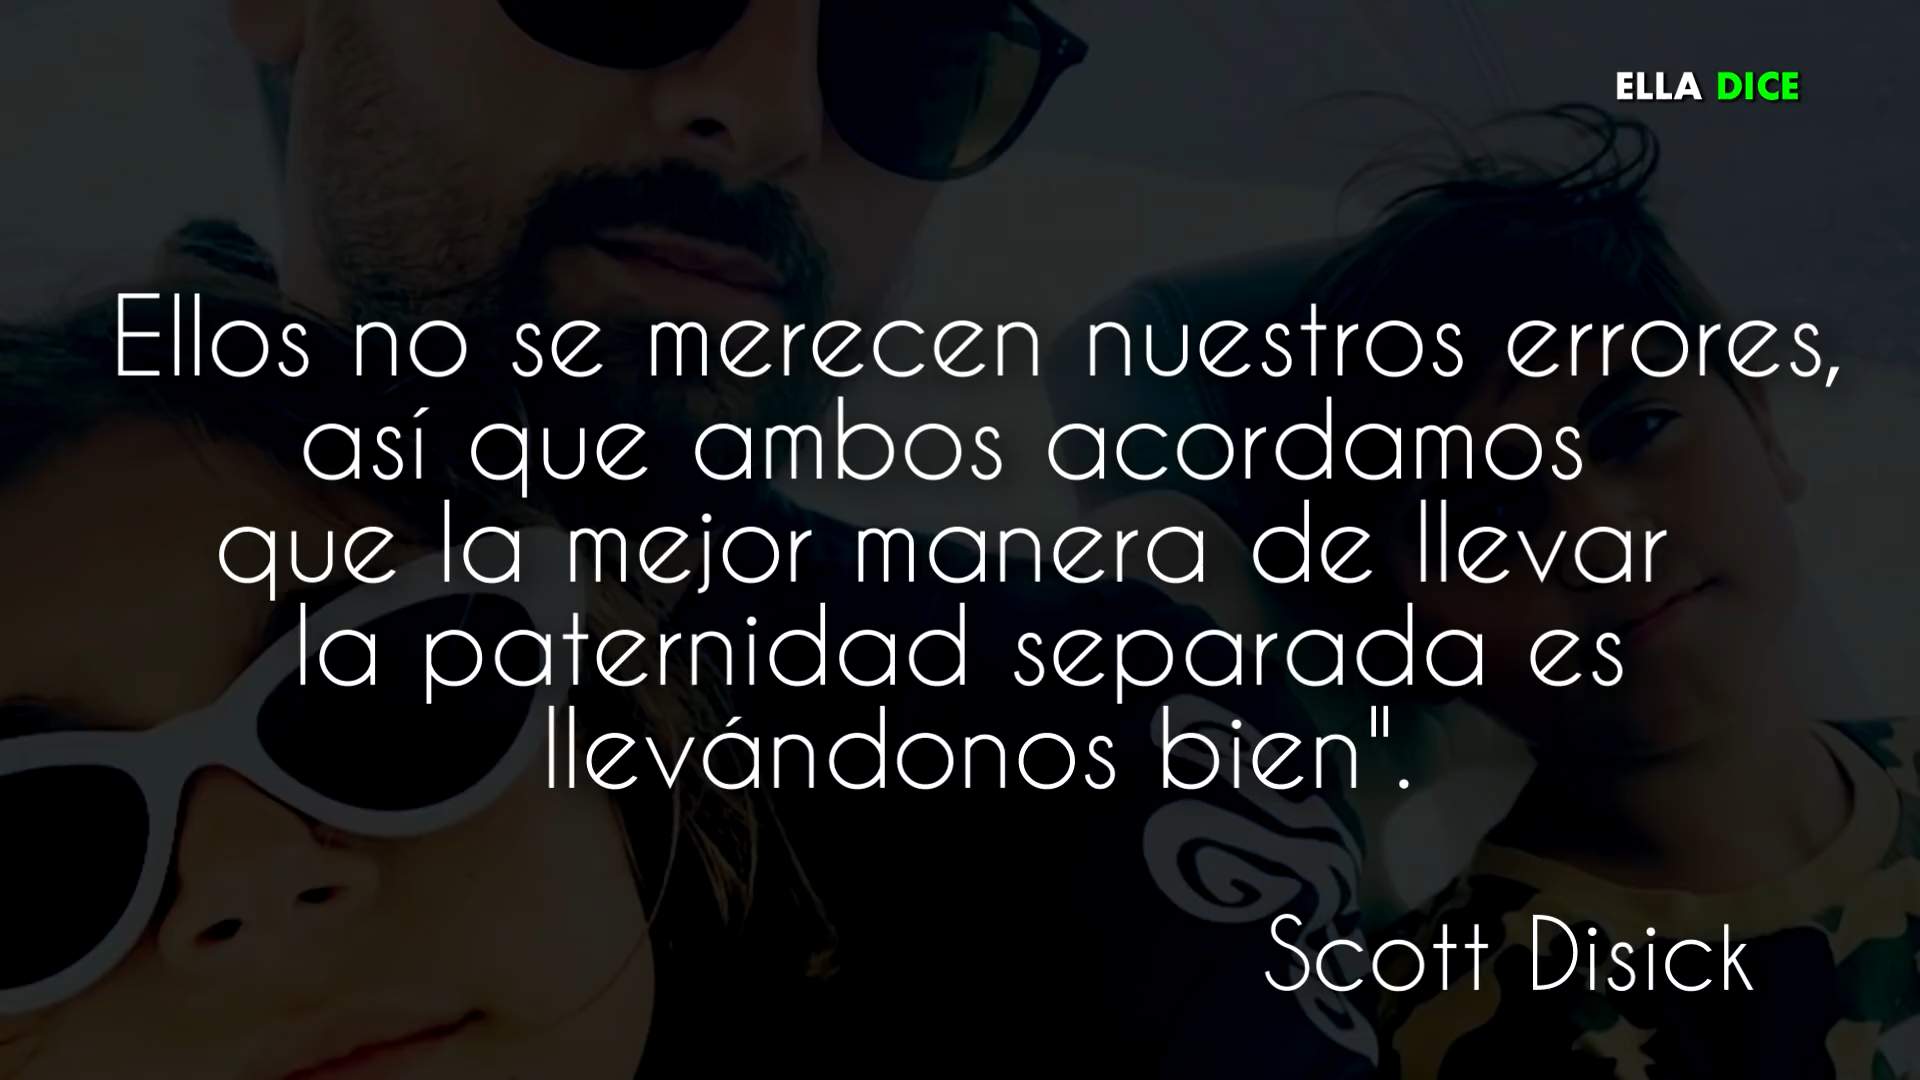 ELLA DICE
Ellos no se merecen nuestros errores,
así que ambos acordamos
que la mejor manera de llevar
la paternidad separada es
llevándonos bien".
Scott Disick